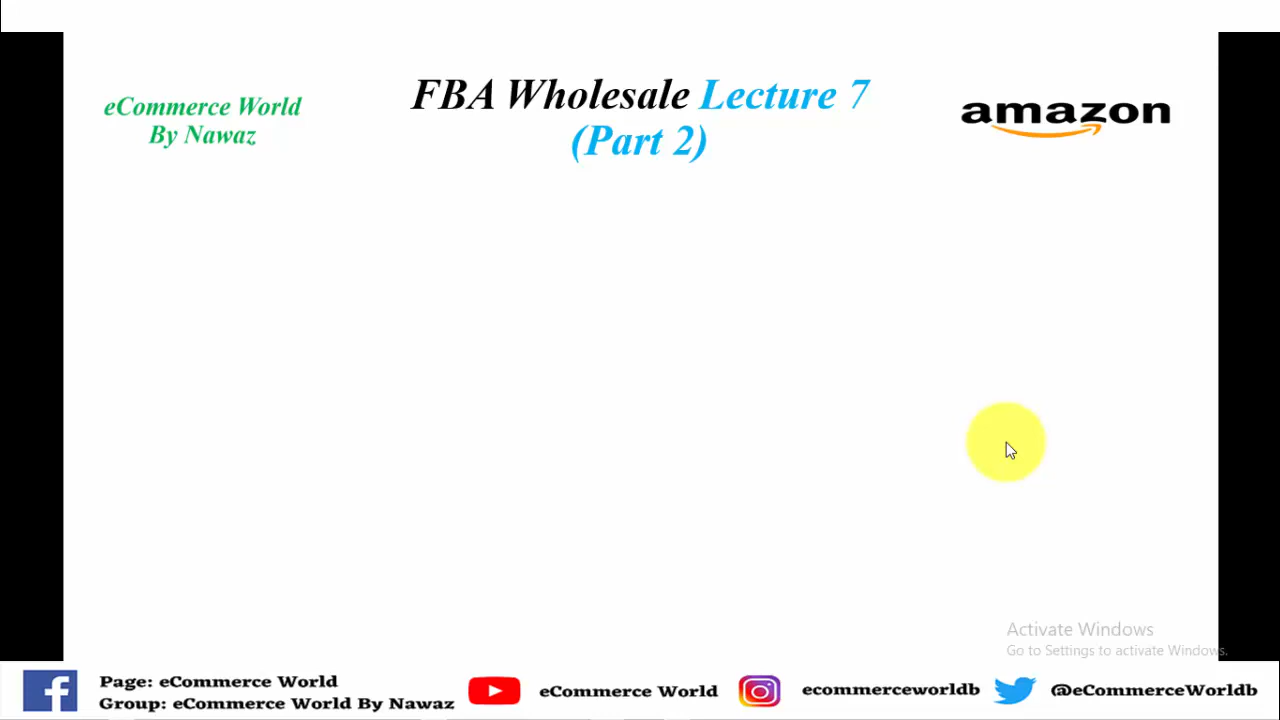 eCommerce World
By Nawaz
FBA Wholesale Lecture 7
(Part 2)
amazon
Activate Windows
Go to Settings to activate Windows.
Page: eCommerce World
Group: eCommerce World By Nawaz
eCommerce World
ecommerceworldb
@eCommerceWorldb